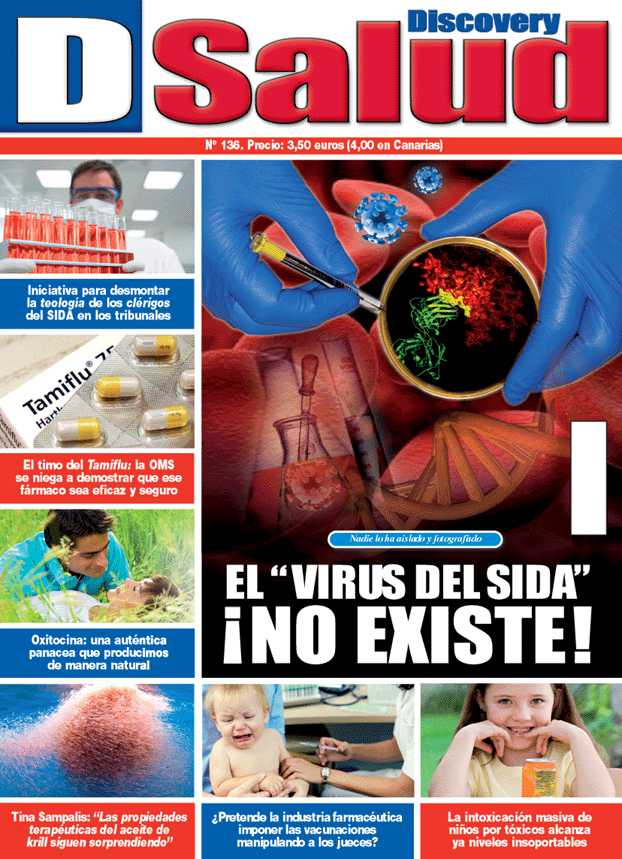 Discovery
DSalud
Nº 136. Precio: 3,50 euros (4,00 en Canarias)
Iniciativa para desmontar
la teología de los clérigos
del SIDA en los tribunales
Tamiflu® 75
El timo del Tamiflu: la OMS
se niega a demostrar que ese
fármaco sea eficaz y seguro
Oxitocina: una auténtica
panacea que producimos
de manera natural
Nadie lo ha aislado y fotografiado
EL “VIRUS DEL SIDA”
¡NO EXISTE!
Tina Sampalis: “Las propiedades
terapéuticas del aceite de
krill siguen sorprendiendo”
¿Pretende la industria farmacéutica
imponer las vacunaciones
manipulando a los jueces?
La intoxicación masiva de
niños por tóxicos alcanza
ya niveles insoportables